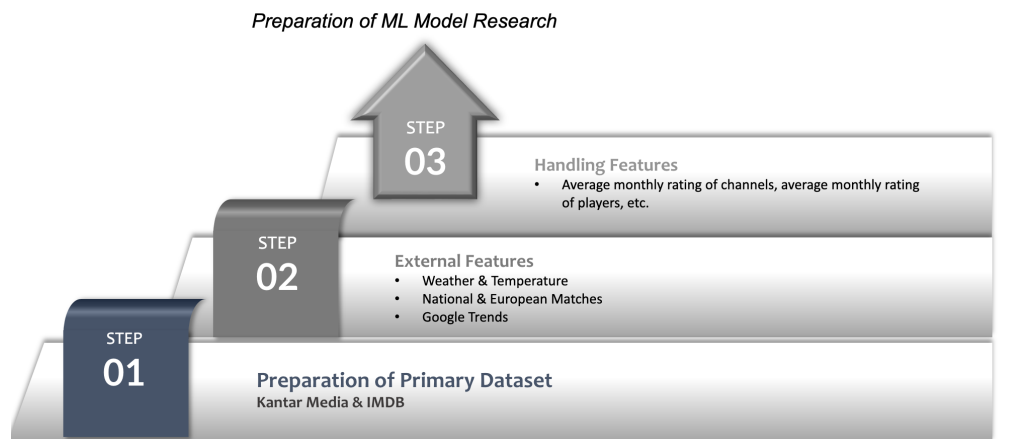 Preparation of ML Model Research
STEP
03
Handling Features
• Average monthly rating of channels, average monthly rating
of players, etc.
STEP
02
External Features
• Weather & Temperature
• National & European Matches
• Google Trends
STEP
01
Preparation of Primary Dataset
Kantar Media & IMDB